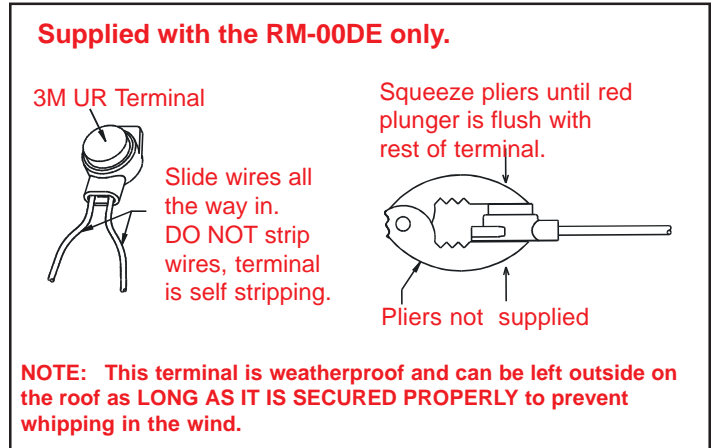 Supplied with the RM-00DE only.
3M UR Terminal
Slide wires all
the way in.
DO NOT strip
wires, terminal
is self stripping.
Squeeze pliers until red
plunger is flush with
rest of terminal.
Pliers not supplied
NOTE: This terminal is weatherproof and can be left outside on
the roof as LONG AS IT IS SECURED PROPERLY to prevent
whipping in the wind.